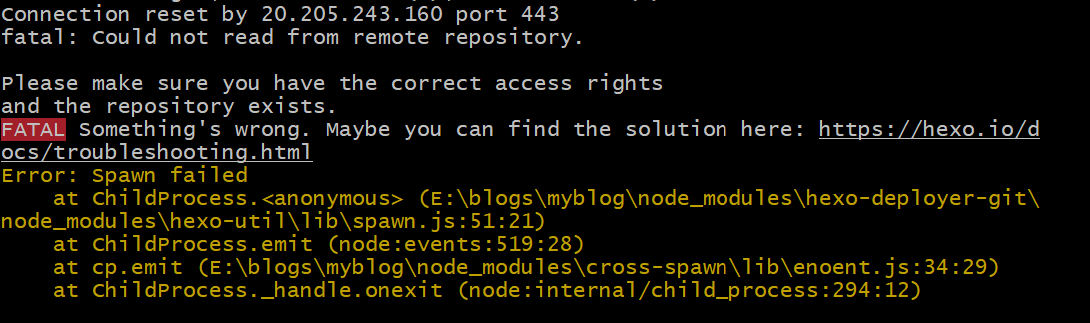 Connection reset by 20.205.243.160 port 443
fatal: Could not read from remote repository.
Please make sure you have the correct access rights
and the repository exists.
FATAL Something's wrong. Maybe you can find the solution here: https://hexo.io/d
ocs/troubleshooting.html
Error: Spawn failed
    at ChildProcess.<anonymous> (E:\blogs\myblog\node_modules\hexo-deployer-git\
node_modules\hexo-util\lib\spawn.js:51:21)
    at ChildProcess.emit (node:events:519:28)
    at cp.emit (E:\blogs\myblog\node_modules\cross-spawn\lib\enoent.js:34:29)
    at ChildProcess._handle.onexit (node:internal/child_process:294:12)